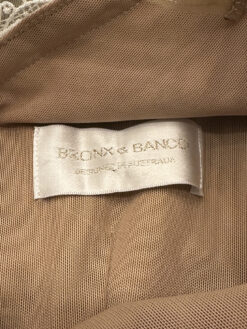 BRONX & BANCO
DESIGNED IN AUSTRALIA